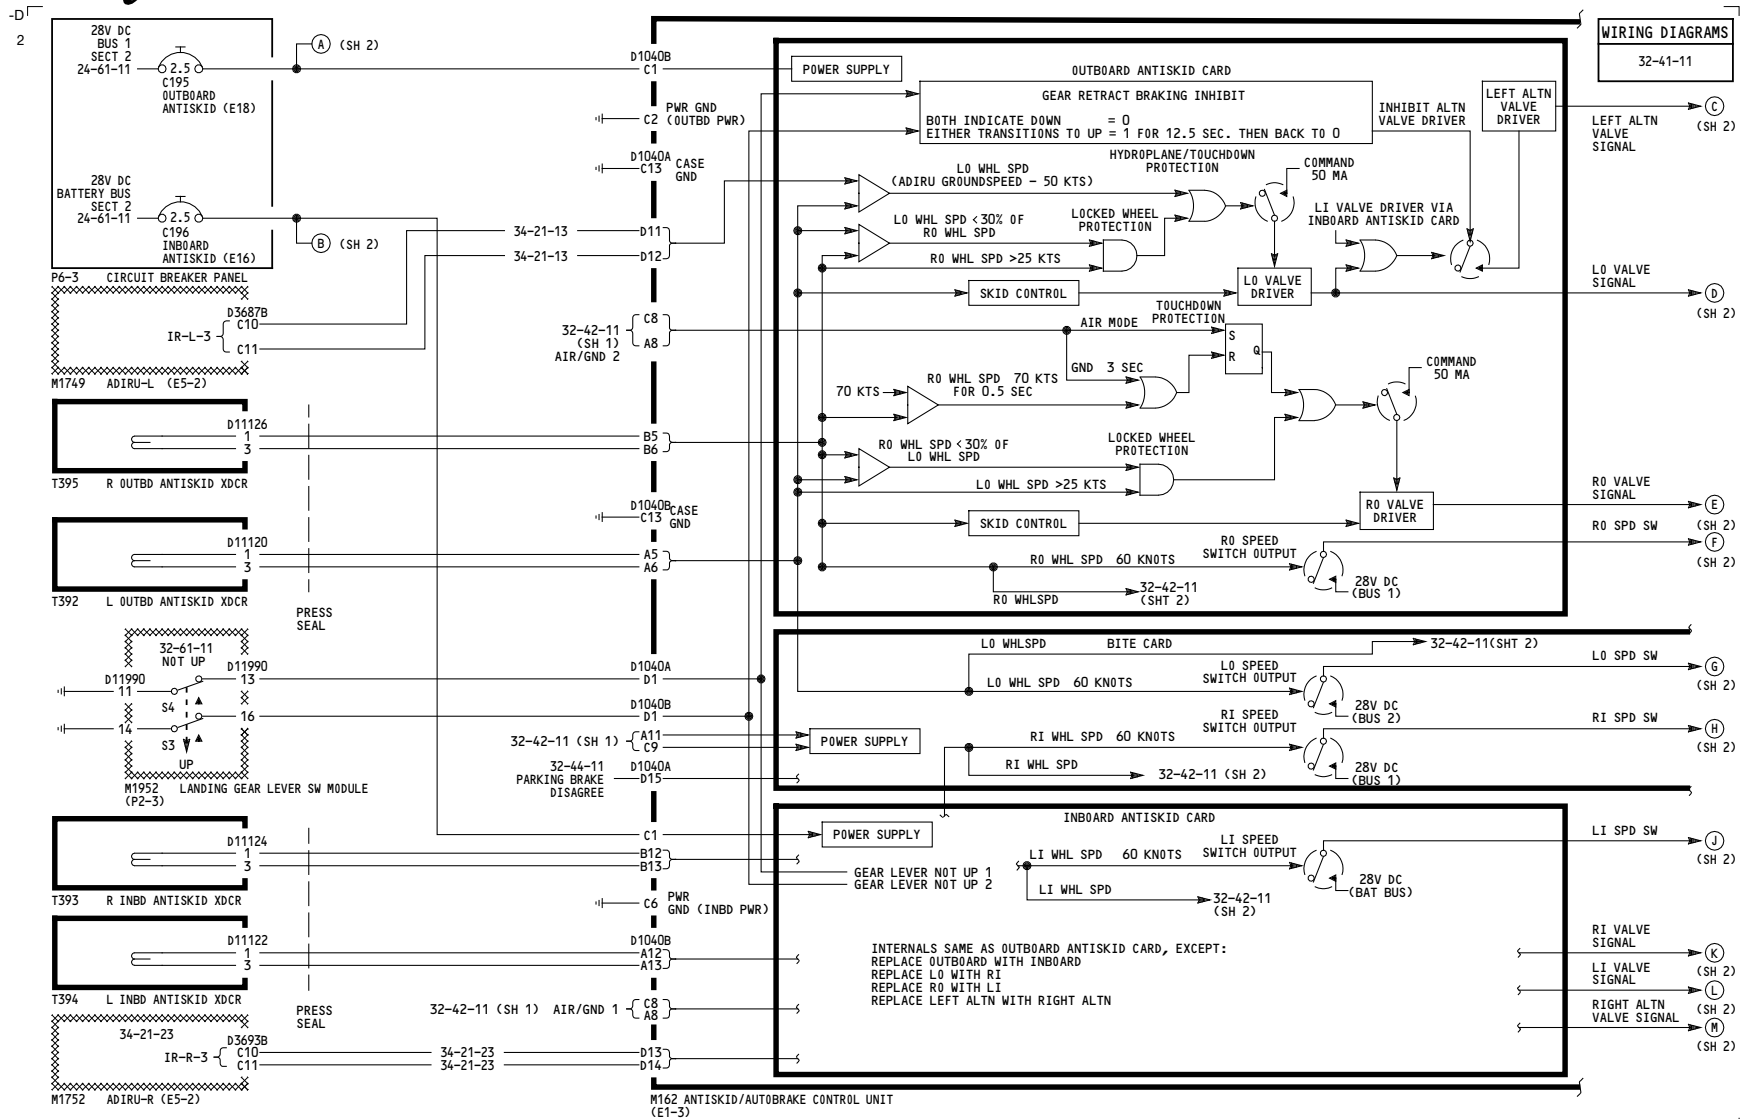 -D
2
WIRING DIAGRAMS
32-41-11
28V DC
BUS 1
SECT 2
24-61-11
2.5
C195
OUTBOARD
ANTISKID (E18)
A (SH 2)
28V DC
BATTERY BUS
SECT 2
24-61-11
2.5
C196
INBOARD
ANTISKID (E16)
B (SH 2)
P6-3 CIRCUIT BREAKER PANEL
D3687B
IR-L-3
C10
C11
M1749 ADIRU-L (E5-2)
D11126
1
3
T395 R OUTBD ANTISKID XDCR
D11120
1
3
T392 L OUTBD ANTISKID XDCR
PRESS
SEAL
32-61-11
NOT UP
D11990
13
D11990
11
S4
16
14
S3
UP
M1952
(P2-3)
LANDING GEAR LEVER SW MODULE
D11124
1
3
T393 R INBD ANTISKID XDCR
D11122
1
3
T394 L INBD ANTISKID XDCR
PRESS
SEAL
34-21-23
D3693B
IR-R-3
C10
C11
M1752 ADIRU-R (E5-2)
34-21-13
34-21-13
34-21-23
34-21-23
D1040B
C1
C2
PWR GND
(OUTBD PWR)
D1040A
C13
CASE
GND
D11
D12
32-42-11
(SH 1)
AIR/GND 2
C8
A8
B5
B6
D1040B
C13
CASE
GND
A5
A6
D1040A
D1
D1040B
D1
32-42-11 (SH 1)
A11
C9
32-44-11
PARKING BRAKE
DISAGREE
D1040A
D15
C1
B12
B13
C6
PWR
GND (INBD PWR)
D1040B
A12
A13
32-42-11 (SH 1) AIR/GND 1
C8
A8
D13
D14
M162 ANTISKID/AUTOBRAKE CONTROL UNIT
(E1-3)
POWER SUPPLY
OUTBOARD ANTISKID CARD
GEAR RETRACT BRAKING INHIBIT
BOTH INDICATE DOWN = 0
EITHER TRANSITIONS TO UP = 1 FOR 12.5 SEC. THEN BACK TO 0
INHIBIT ALTN
VALVE DRIVER
LEFT ALTN
VALVE
DRIVER
HYDROPLANE/TOUCHDOWN
PROTECTION
LO WHL SPD
(ADIRU GROUNDSPEED - 50 KTS)
COMMAND
50 MA
LO WHL SPD <30% OF
RO WHL SPD
LOCKED WHEEL
PROTECTION
RO WHL SPD >25 KTS
LI VALVE DRIVER VIA
INBOARD ANTISKID CARD
SKID CONTROL
LO VALVE
DRIVER
TOUCHDOWN
PROTECTION
AIR MODE
S
R
Q
GND 3 SEC
70 KTS
RO WHL SPD 70 KTS
FOR 0.5 SEC
COMMAND
50 MA
RO WHL SPD <30% OF
LO WHL SPD
LOCKED WHEEL
PROTECTION
LO WHL SPD >25 KTS
SKID CONTROL
RO VALVE
DRIVER
RO WHL SPD 60 KNOTS
RO SPEED
SWITCH OUTPUT
28V DC
(BUS 1)
RO WHLSPD
32-42-11
(SHT 2)
LO WHLSPD
BITE CARD
32-42-11(SHT 2)
LO WHL SPD 60 KNOTS
LO SPEED
SWITCH OUTPUT
28V DC
(BUS 2)
POWER SUPPLY
RI WHL SPD 60 KNOTS
RI SPEED
SWITCH OUTPUT
28V DC
(BUS 1)
RI WHL SPD
32-42-11 (SH 2)
INBOARD ANTISKID CARD
POWER SUPPLY
GEAR LEVER NOT UP 1
GEAR LEVER NOT UP 2
LI WHL SPD 60 KNOTS
LI SPEED
SWITCH OUTPUT
28V DC
(BAT BUS)
LI WHL SPD
32-42-11
(SH 2)
INTERNALS SAME AS OUTBOARD ANTISKID CARD, EXCEPT:
REPLACE OUTBOARD WITH INBOARD
REPLACE LO WITH RI
REPLACE RO WITH LI
REPLACE LEFT ALTN WITH RIGHT ALTN
LEFT ALTN
VALVE
SIGNAL
C
(SH 2)
LO VALVE
SIGNAL
D
(SH 2)
RO VALVE
SIGNAL
E
(SH 2)
RO SPD SW
F
(SH 2)
LO SPD SW
G
(SH 2)
RI SPD SW
H
(SH 2)
LI SPD SW
J
(SH 2)
RI VALVE
SIGNAL
K
(SH 2)
LI VALVE
SIGNAL
L
(SH 2)
RIGHT ALTN
VALVE SIGNAL
M
(SH 2)